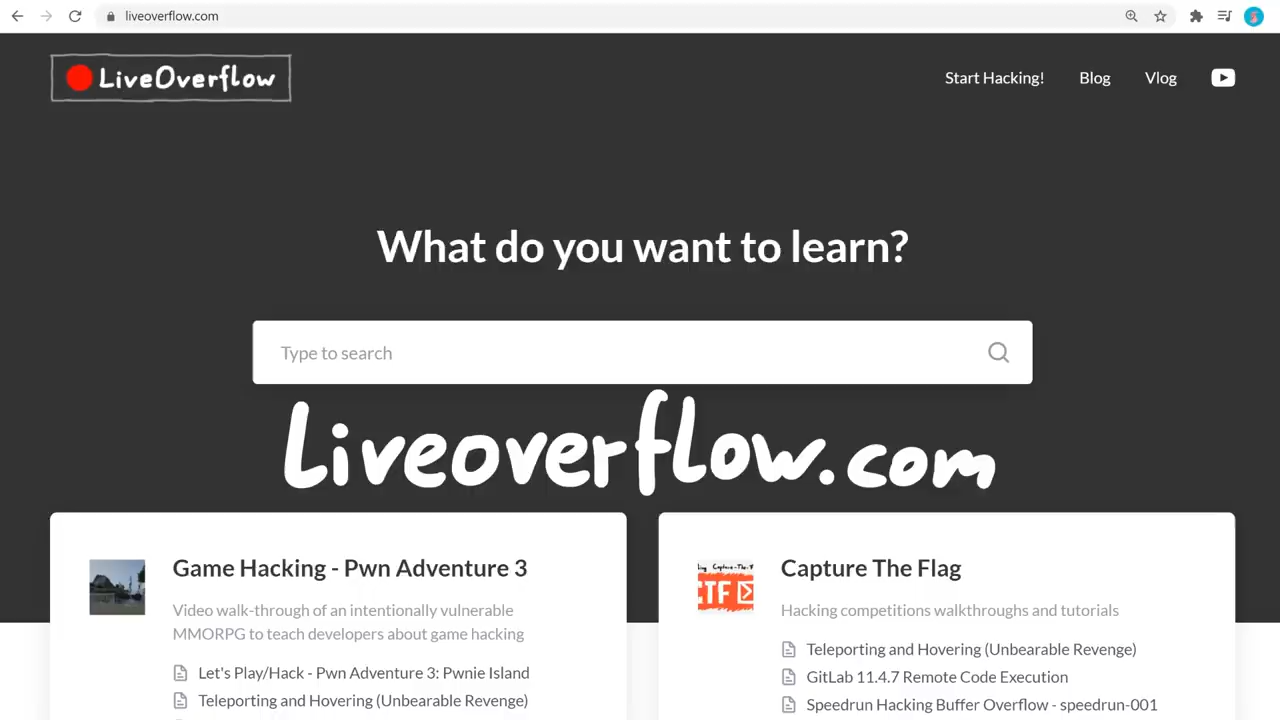 liveoverflow.com
LiveOverflow
Start Hacking!
Blog
Vlog
What do you want to learn?
Type to search
Liveoverflow.com
Game Hacking - Pwn Adventure 3
Video walk-through of an intentionally vulnerable
MMORPG to teach developers about game hacking
Let's Play/Hack - Pwn Adventure 3: Pwnie Island
Teleporting and Hovering (Unbearable Revenge)
CTF
Capture The Flag
Hacking competitions walkthroughs and tutorials
Teleporting and Hovering (Unbearable Revenge)
GitLab 11.4.7 Remote Code Execution
Speedrun Hacking Buffer Overflow - speedrun-001